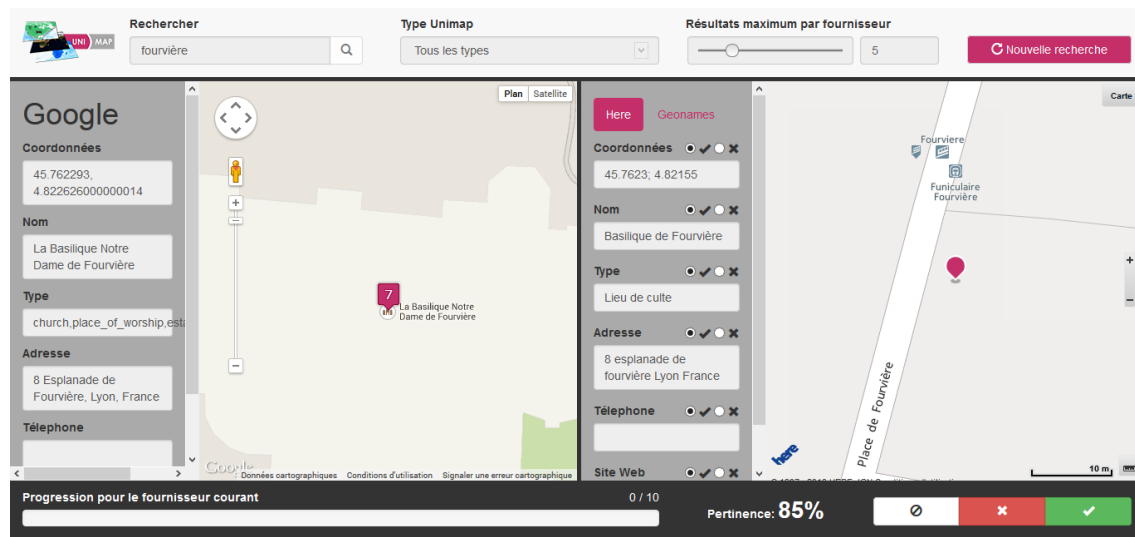 Rechercher
Type Unimap
Résultats maximum par fournisseur
UNI MAP
fourvière
Tous les types
5
Nouvelle recherche
Google
Coordonnées
45.762293,
4.822626000000014
Nom
La Basilique Notre
Dame de Fourvière
Type
church,place_of_worship,esta
Adresse
8 Esplanade de
Fourvière, Lyon, France
Télephone
Plan
Satellite
7
La Basilique Notre
Dame de Fourvière
Google
Données cartographiques
Conditions d'utilisation
Signaler une erreur cartographique
Here
Geonames
Coordonnées
45.7623; 4.82155
Nom
Basilique de Fourvière
Type
Lieu de culte
Adresse
8 esplanade de
fourvière Lyon France
Télephone
Site Web
Carte
Fourviere
Funiculaire
Fourvière
Place de Fourvière
here
10 m
Progression pour le fournisseur courant
0 / 10
Pertinence: 85%